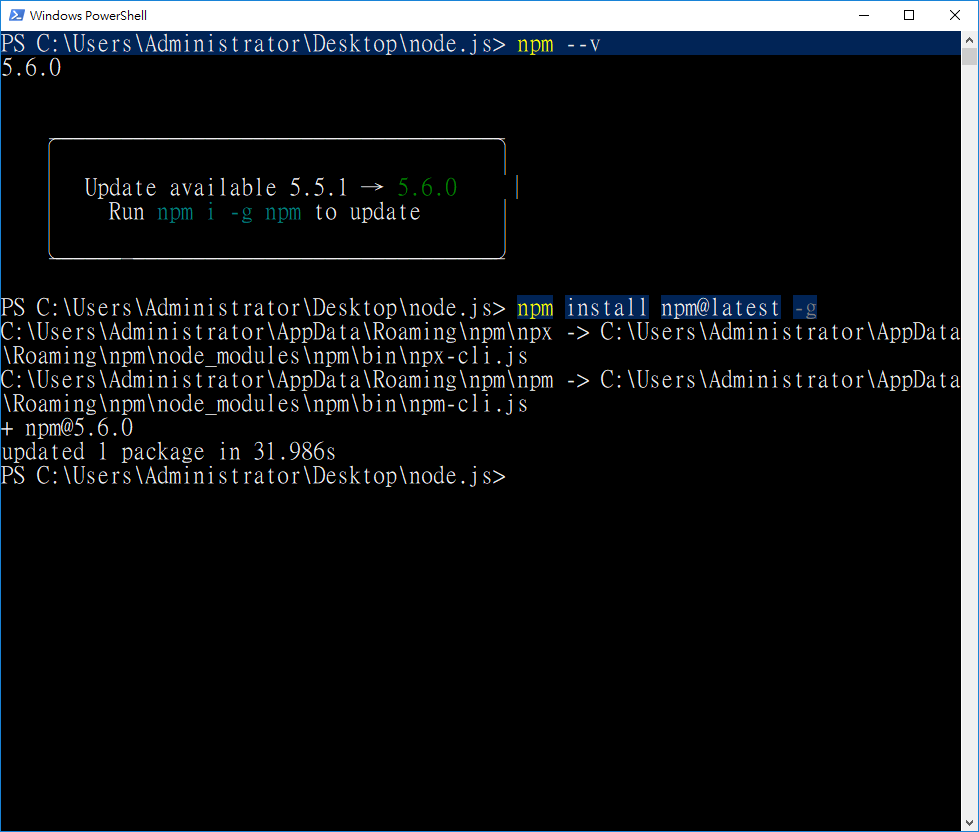 Windows PowerShell
PS C:\Users\Administrator\Desktop\node.js> npm --v
5.6.0
Update available 5.5.1 → 5.6.0
Run npm i -g npm to update
PS C:\Users\Administrator\Desktop\node.js> npm install npm@latest -g
C:\Users\Administrator\AppData\Roaming\npm\npx -> C:\Users\Administrator\AppData
\Roaming\npm\node_modules\npm\bin\npx-cli.js
C:\Users\Administrator\AppData\Roaming\npm\npm -> C:\Users\Administrator\AppData
\Roaming\npm\node_modules\npm\bin\npm-cli.js
+ npm@5.6.0
updated 1 package in 31.986s
PS C:\Users\Administrator\Desktop\node.js>